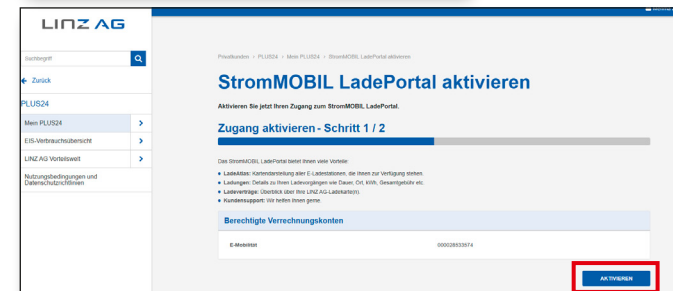 LINZ AG
Suchbegriff
Zurück
PLUS24
Mein PLUS24
EIS-Verbrauchsübersicht
LINZ AG Vorteilswelt
Nutzungsbedingungen und
Datenschutzrichtlinien
Privatkunden > PLUS24 > Mein PLUS24 > StromMOBIL LadePortal aktivieren
StromMOBIL LadePortal aktivieren
Aktivieren Sie jetzt Ihren Zugang zum StromMOBIL LadePortal.
Zugang aktivieren - Schritt 1 / 2
Das StromMOBIL LadePortal bietet Ihnen viele Vorteile:
LadeAtlas: Kartendarstellung aller E-Ladestationen, die Ihnen zur Verfügung stehen.
Ladungen: Details zu Ihren Ladevorgängen wie Dauer, Ort, kWh, Gesamtgebühr etc.
Ladeverträge: Überblick über Ihre LINZ AG-Ladekarte(n).
Kundensupport: Wir helfen Ihnen gerne.
Berechtigte Verrechnungskonten
E-Mobilität 000028533574
AKTIVIEREN